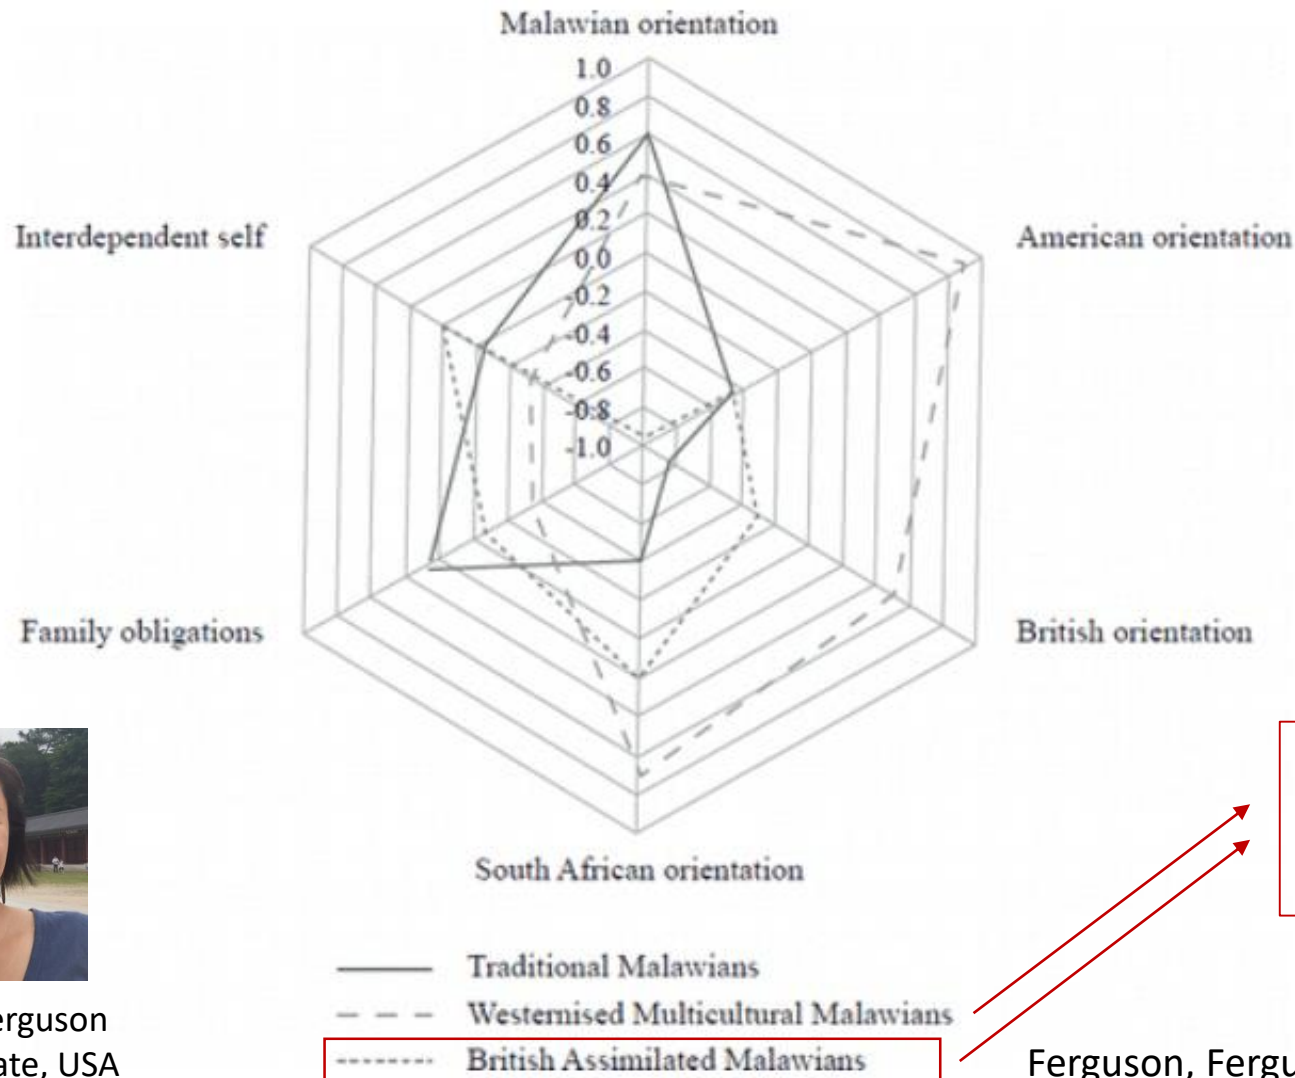 Malawian orientation
1.0
0.8
0.6
0.4
0.2
0.0
-0.2
-0.4
-0.6
-0.8
-1.0
Interdependent self
American orientation
Family obligations
British orientation
South African orientation
Traditional Malawians
Westernised Multicultural Malawians
British Assimilated Malawians
erguson
ate, USA
Ferguson, Fergu